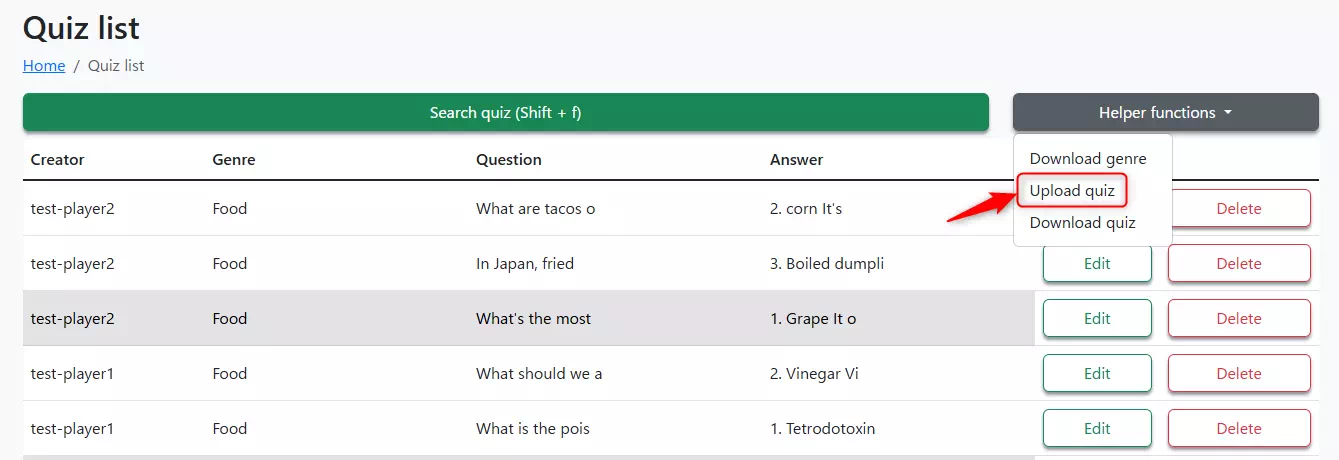 Quiz list
Home / Quiz list
Search quiz (Shift + f)
Helper functions
Download genre
Upload quiz
Download quiz
Creator Genre Question Answer
test-player2 Food What are tacos o 2. corn It's Delete
test-player2 Food In Japan, fried 3. Boiled dumpli Edit Delete
test-player2 Food What's the most 1. Grape It o Edit Delete
test-player1 Food What should we a 2. Vinegar Vi Edit Delete
test-player1 Food What is the pois 1. Tetrodotoxin Edit Delete